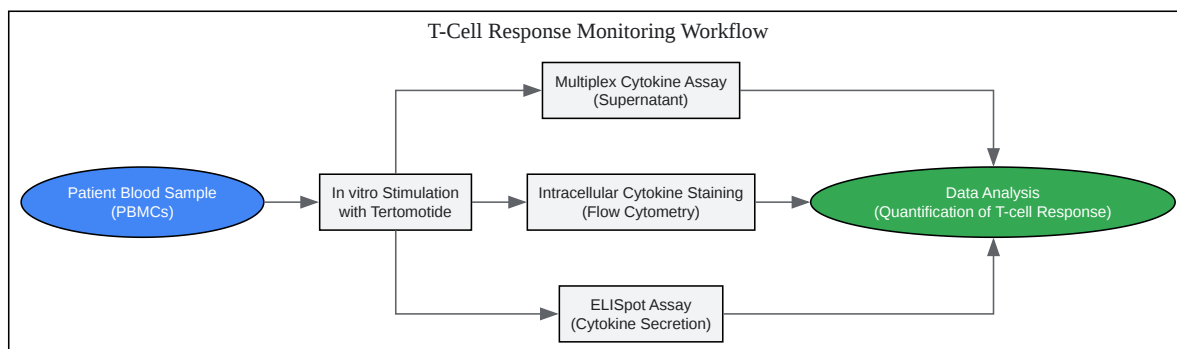 T-Cell Response Monitoring Workflow
Multiplex Cytokine Assay
(Supernatant)
Patient Blood Sample
(PBMCs)
In vitro Stimulation
with Tertomotide
Intracellular Cytokine Staining
(Flow Cytometry)
Data Analysis
(Quantification of T-cell Response)
ELISpot Assay
(Cytokine Secretion)